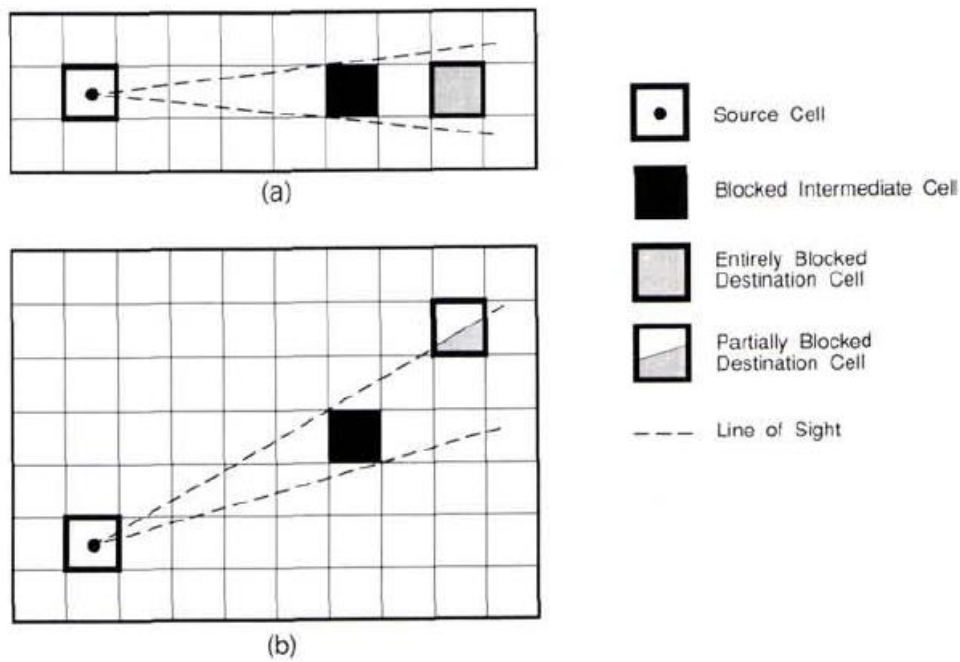 (a)
Source Cell
Blocked Intermediate Cell
Entirely Blocked
Destination Cell
Partially Blocked
Destination Cell
Line of Sight
(b)